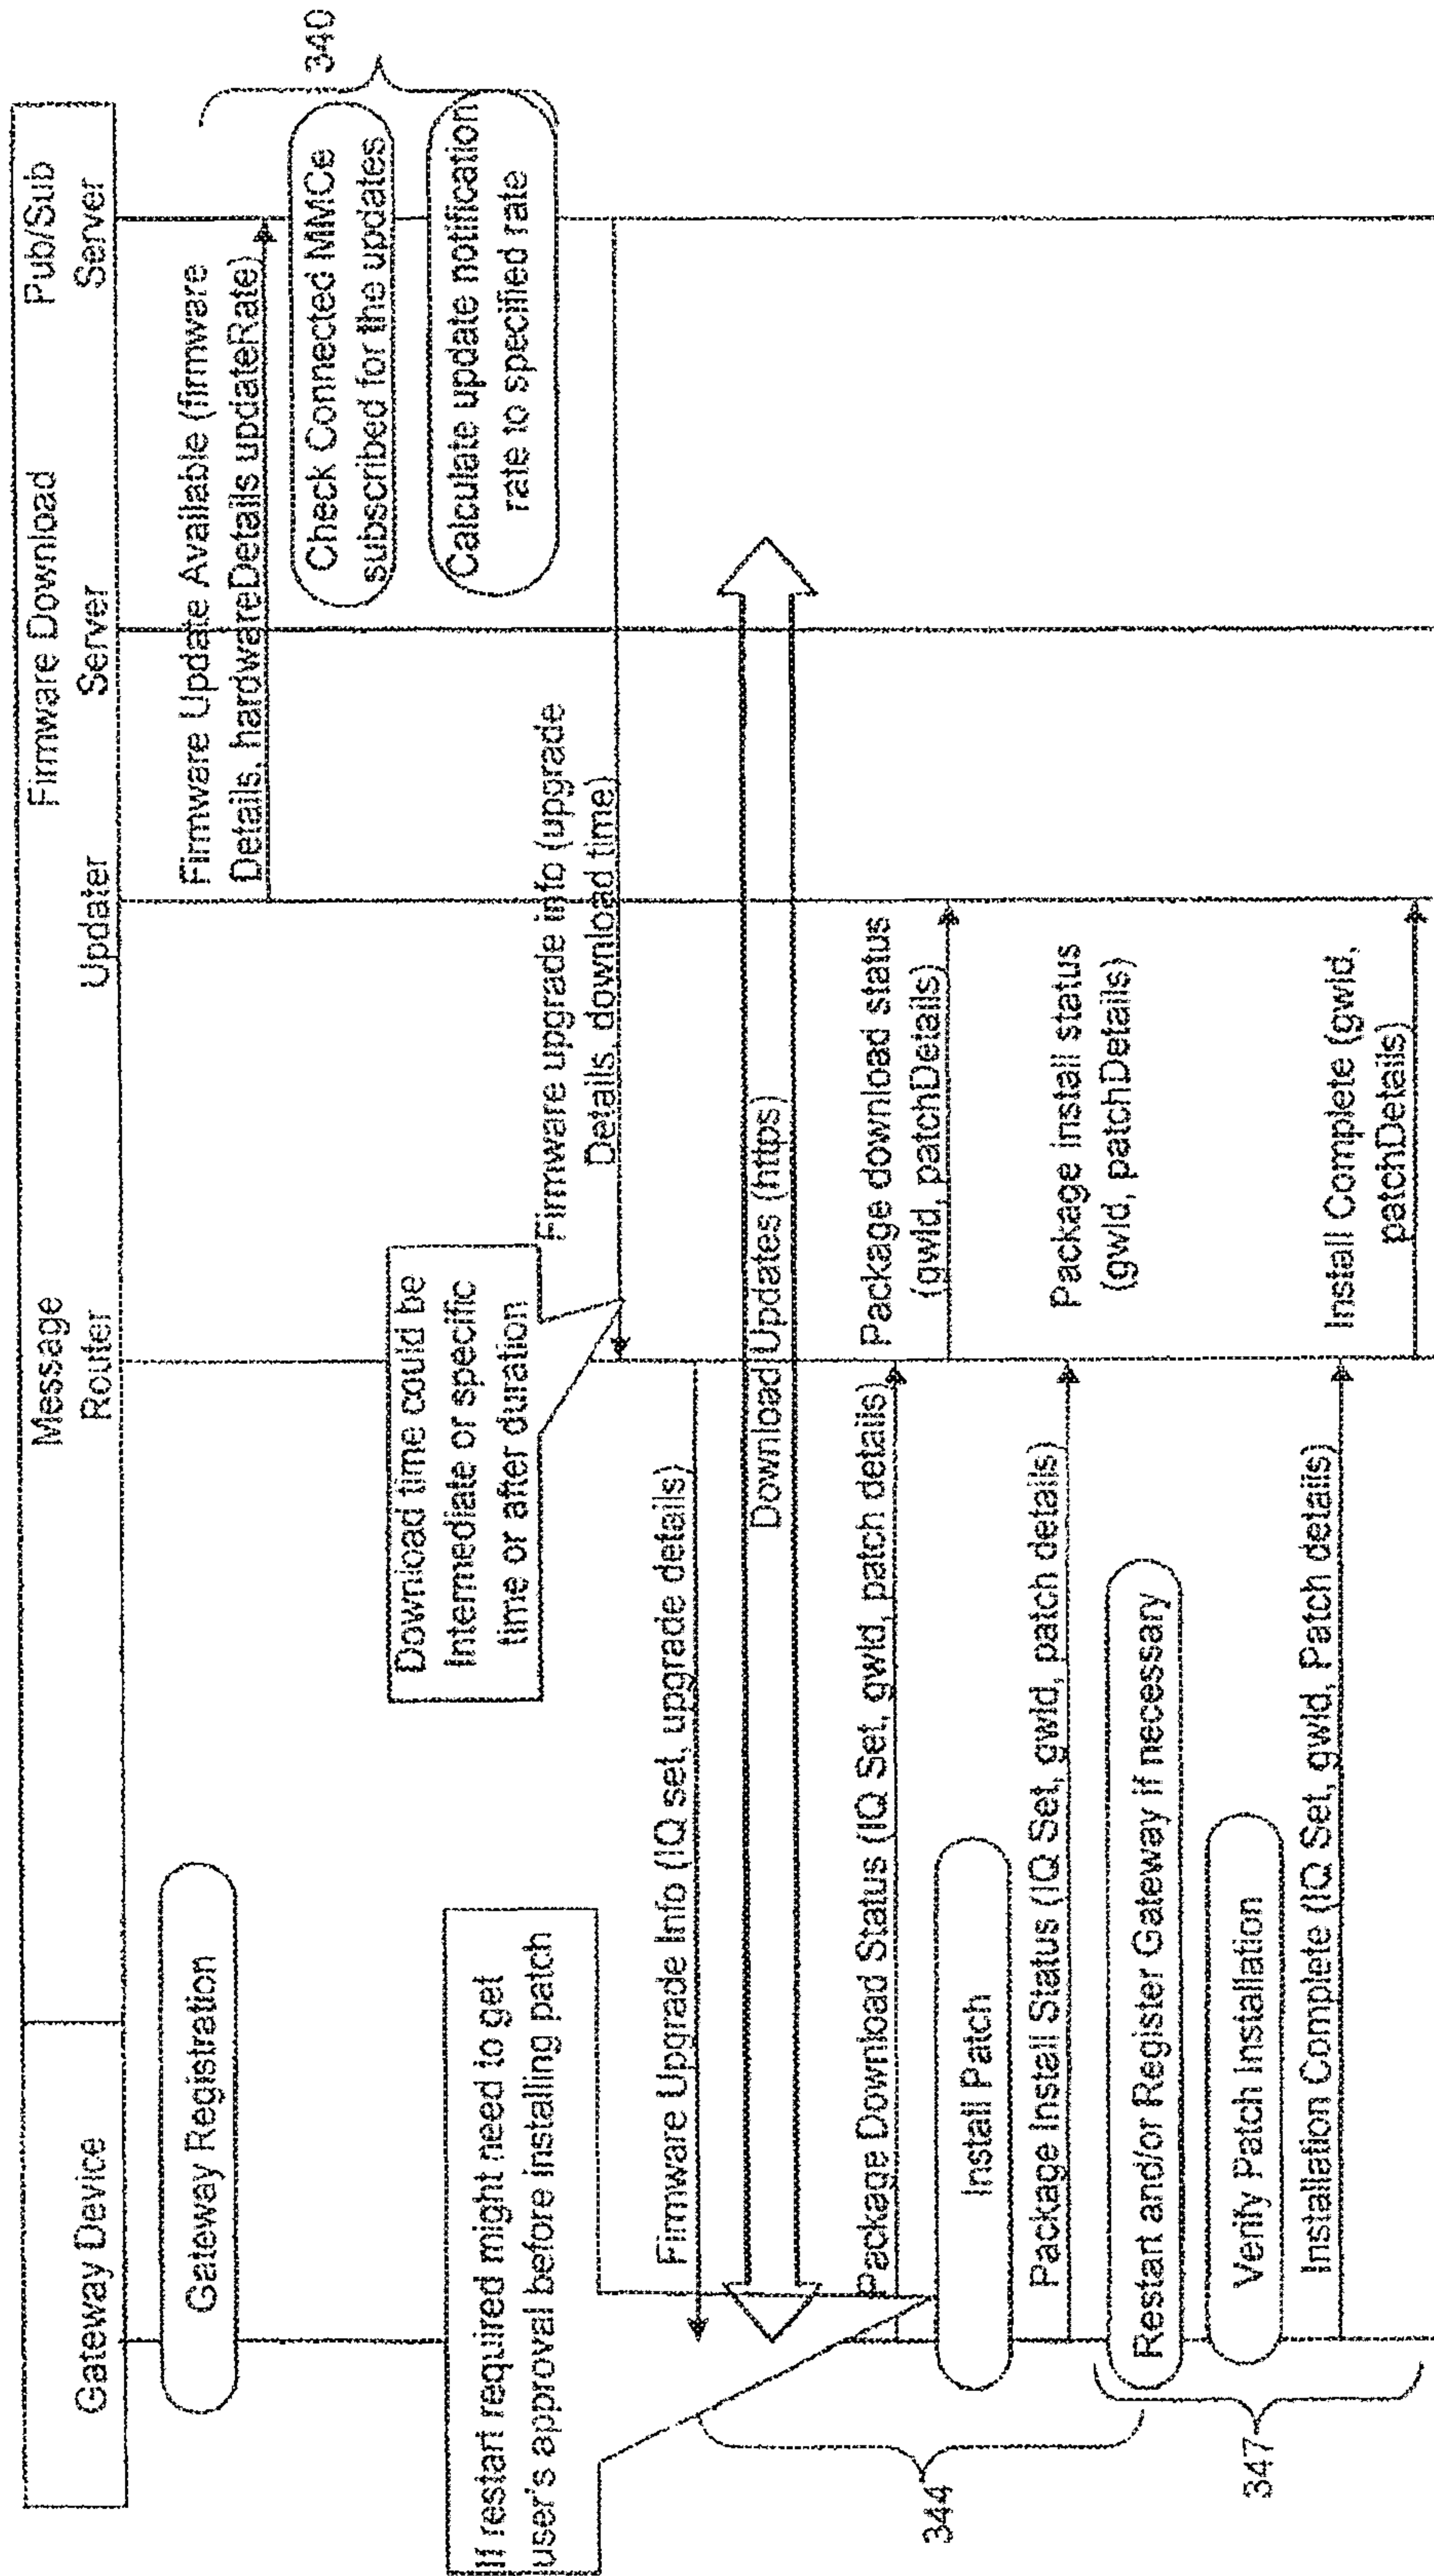 Gateway Device
Message
Router
Updater
Firmware Download
Server
Pub/Sub
Server
Gateway Registration
Firmware Update Available (firmware
Details, hardwareDetails updateRate)
340
Check Connected MMCe
subscribed for the updates
Calculate update notification
rate to specified rate
Download time could be
Intermediate or specific
time or after duration
Firmware upgrade info (upgrade
Details, download time)
If restart required might need to get
user's approval before installing patch
Firmware Upgrade Info (IQ set, upgrade details)
Download Updates (https)
Package Download Status (IQ Set, gwId, patch details)
Package download status
(gwId, patchDetails)
Install Patch
Package Install Status (IQ Set, gwId, patch details)
Package install status
(gwId, patchDetails)
344
Restart and/or Register Gateway if necessary
Verify Patch Installation
347
Installation Complete (IQ Set, gwId, Patch details)
Install Complete (gwId,
patchDetails)